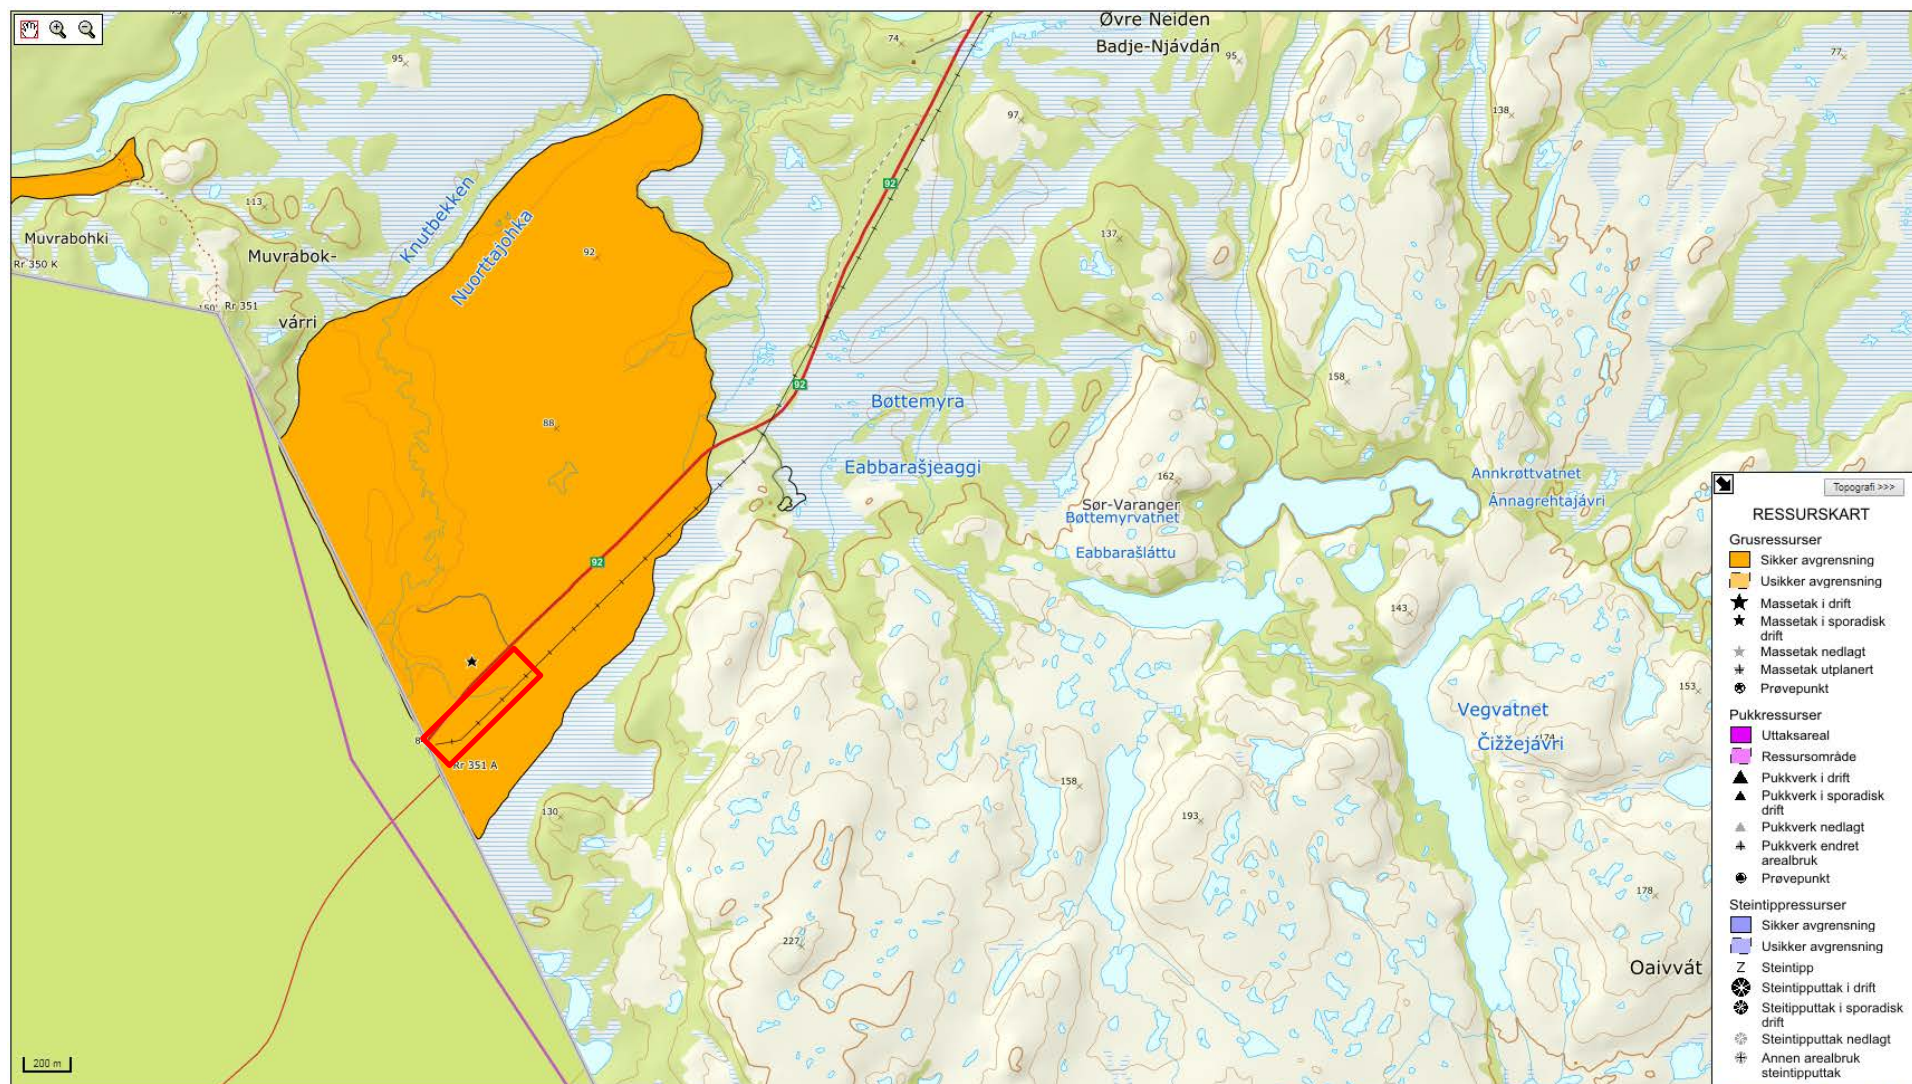 Øvre Neiden
Badje-Njávdán
73
95
74
95
77
97
138
113
Muvrabohki
Rr 350 K
Muvrabok-
várri
150
Rr 351
Knutbekken
Nuorttajohka
92
92
137
92
158
88
Bøttemyra
Eabbarašjeaggi
162
Sør-Varanger
Bøttemyrvatnet
Eabbarašláttu
Annkrøttvatnet
Ánnagrehtajávri
92
143
153
Vegvatnet
Čižžejávri
174
8
Rr 351 A
130
158
193
178
227
Oaivvát
200 m
Topografi >>>
RESSURSKART
Grusressurser
Sikker avgrensning
Usikker avgrensning
Massetak i drift
Massetak i sporadisk
drift
Massetak nedlagt
Massetak utplanert
Prøvepunkt
Pukkressurser
Uttaksareal
Ressursområde
Pukkverk i drift
Pukkverk i sporadisk
drift
Pukkverk nedlagt
Pukkverk endret
arealbruk
Prøvepunkt
Steintippressurser
Sikker avgrensning
Usikker avgrensning
Z Steintipp
Steintipputtak i drift
Steitipputtak i sporadisk
drift
Steintipputtak nedlagt
Annen arealbruk
steintipputtak